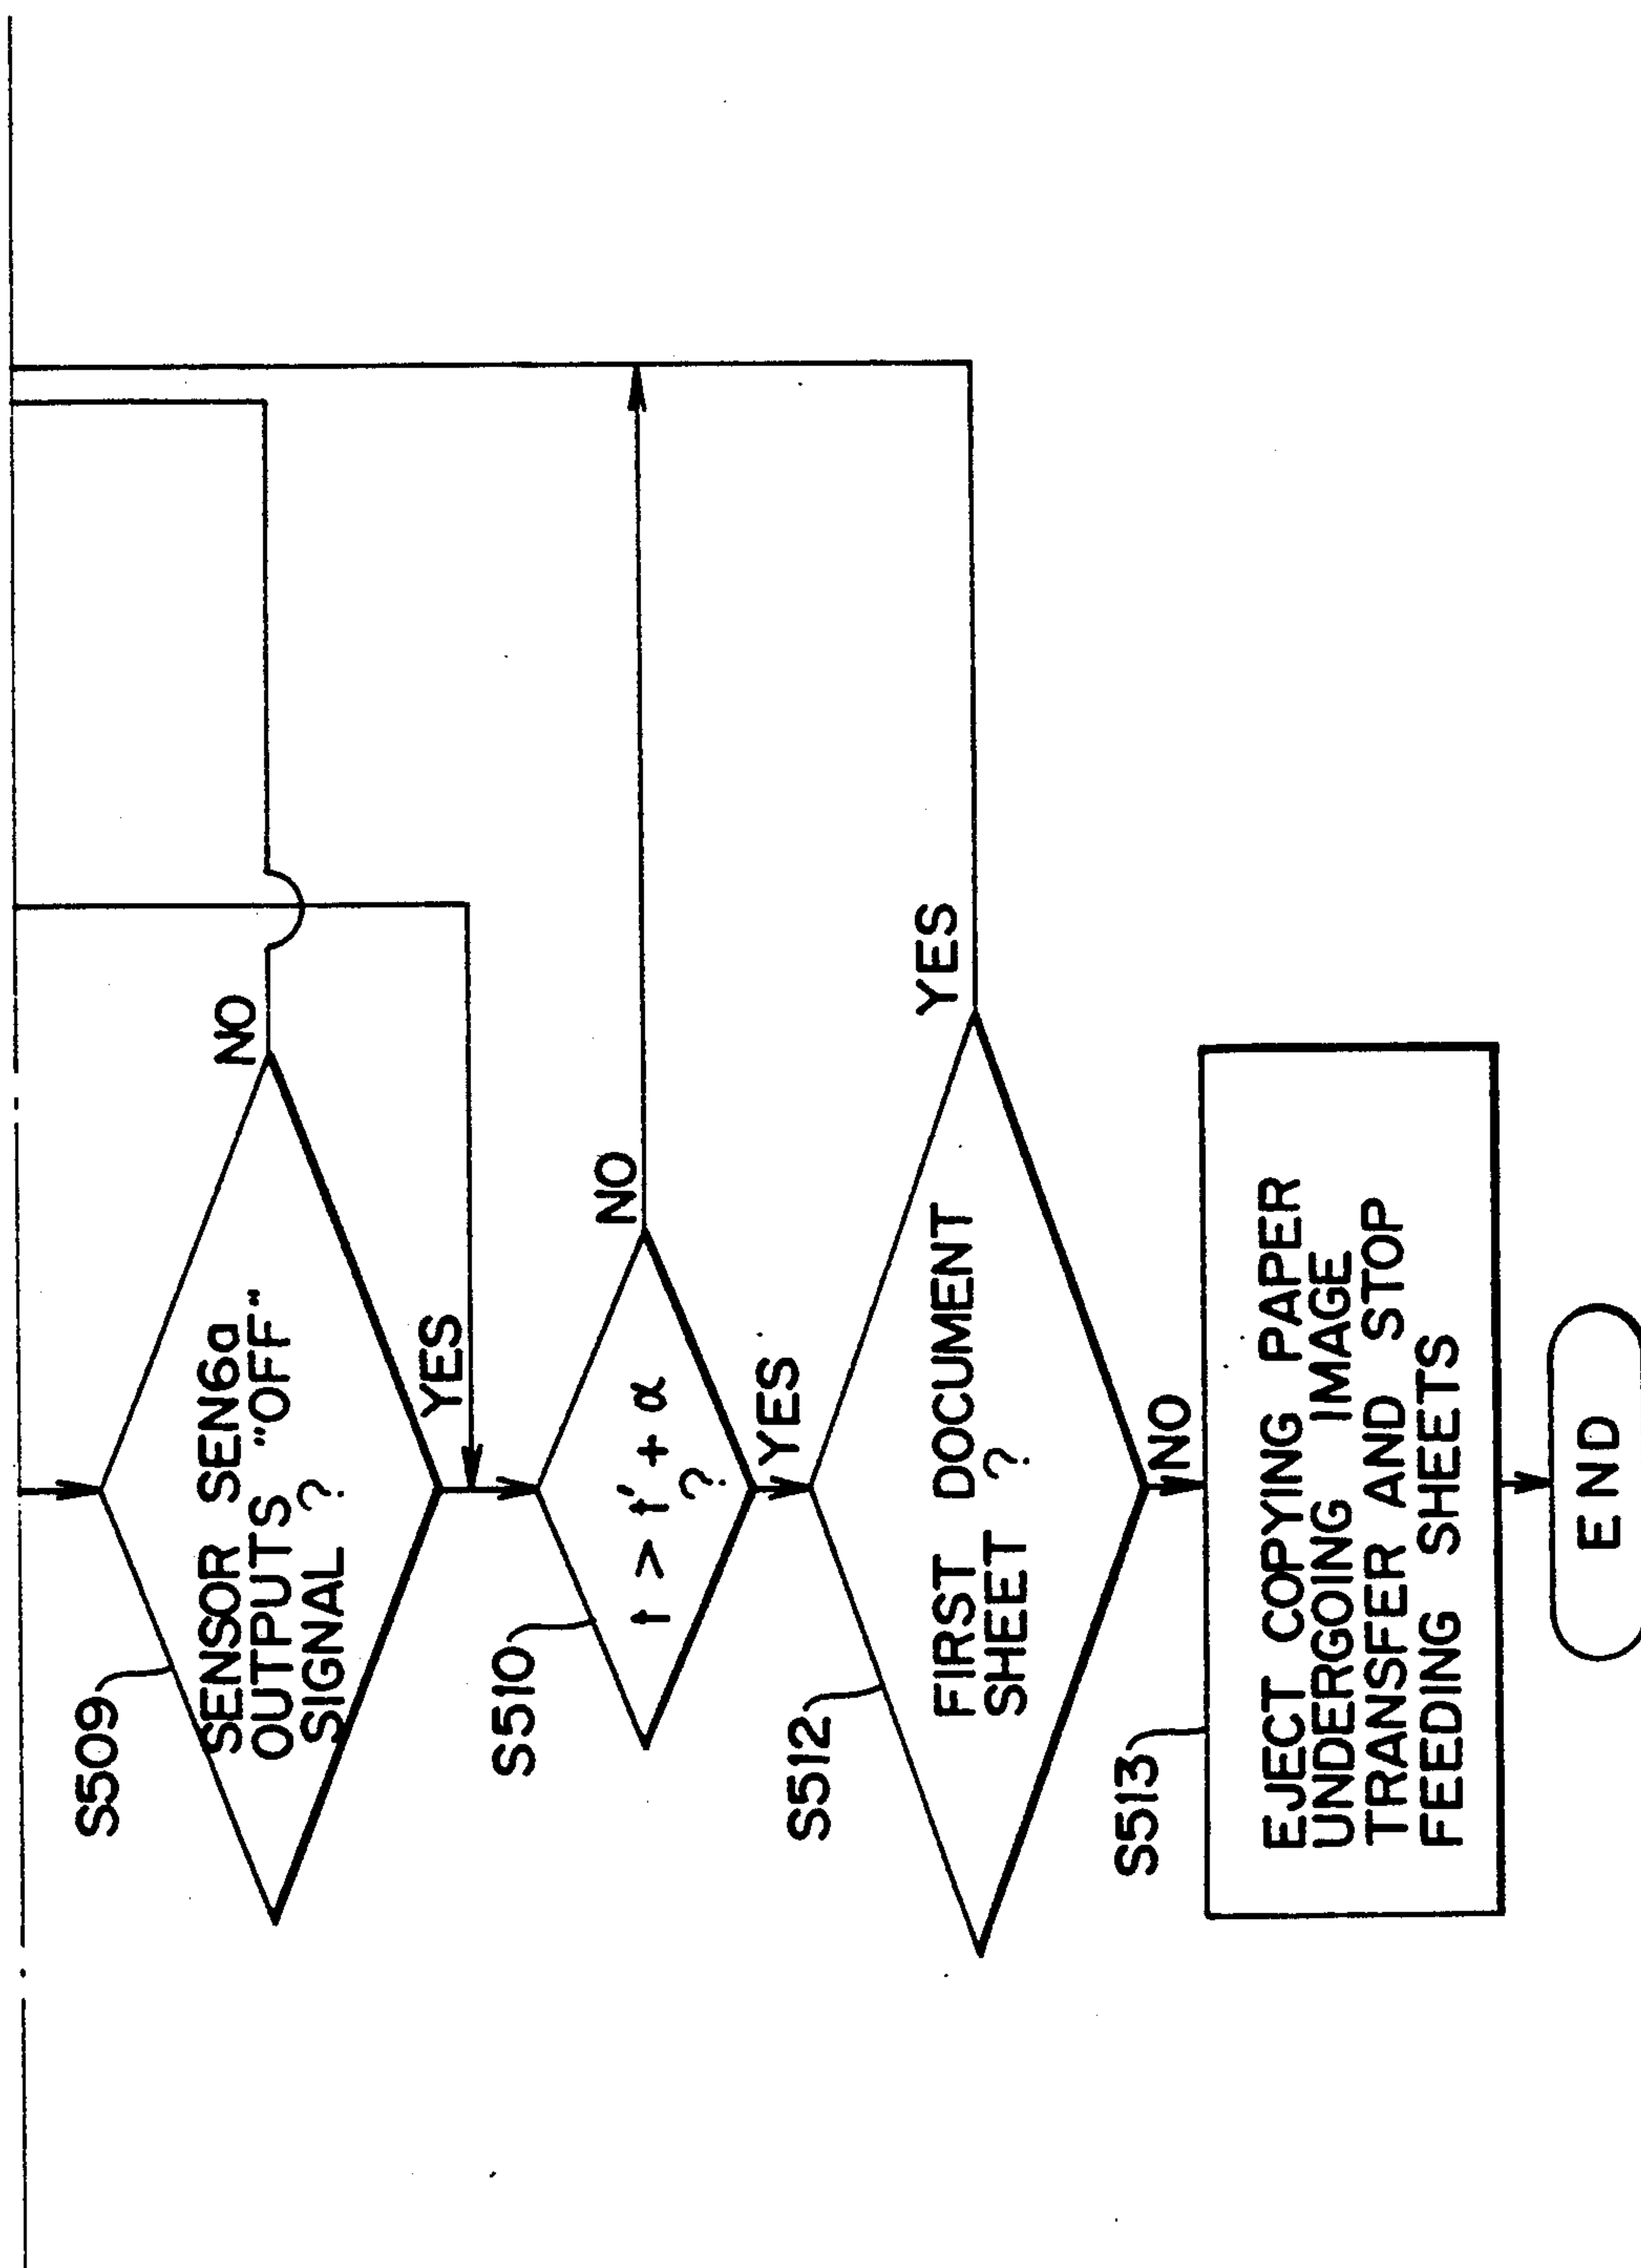 S509
SENSOR SEN6a
OUTPUTS "OFF"
SIGNAL ?
NO
YES
S510
t > t' + α
?
NO
YES
S512
FIRST DOCUMENT
SHEET ?
YES
NO
S513
EJECT COPYING PAPER
UNDERGOING IMAGE
TRANSFER AND STOP
FEEDING SHEETS
END